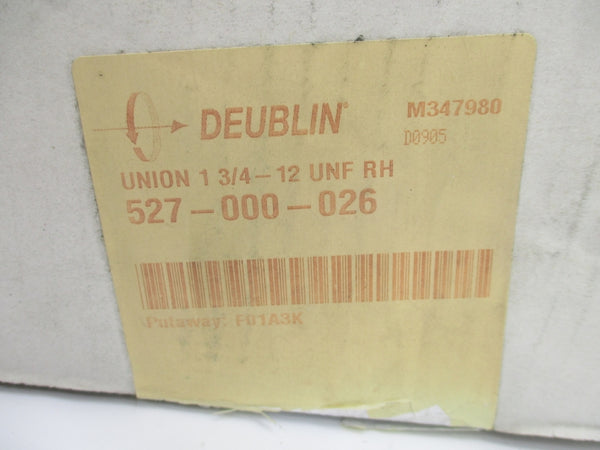 DEUBLIN®
M347980
D0905
UNION 1 3/4-12 UNF RH
527-000-026
Putaway: F01A3K